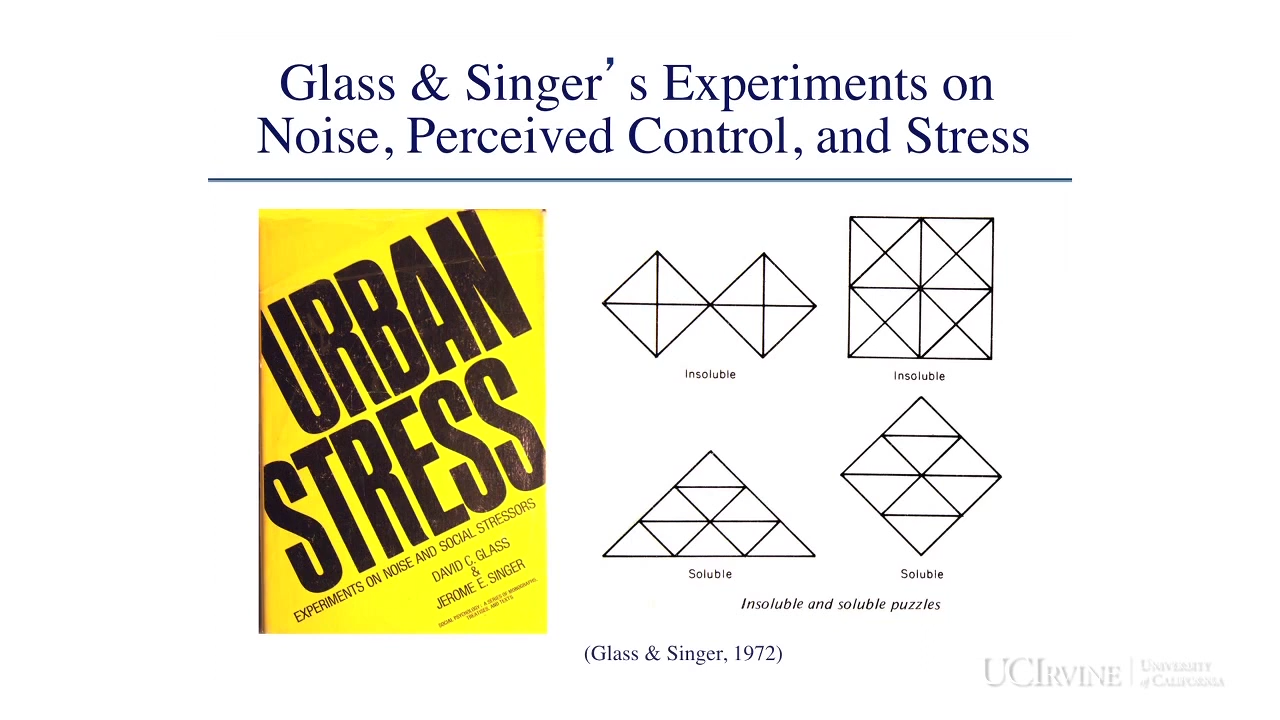 Glass & Singer’s Experiments on
Noise, Perceived Control, and Stress
URBAN
STRESS
EXPERIMENTS ON NOISE AND SOCIAL STRESSORS
DAVID C. GLASS
&
JEROME E. SINGER
SOCIAL PSYCHOLOGY: A SERIES OF MONOGRAPHS,
TREATISES, AND TEXTS
Insoluble
Insoluble
Soluble
Soluble
Insoluble and soluble puzzles
(Glass & Singer, 1972)
UCIRVINE
UNIVERSITY
of CALIFORNIA